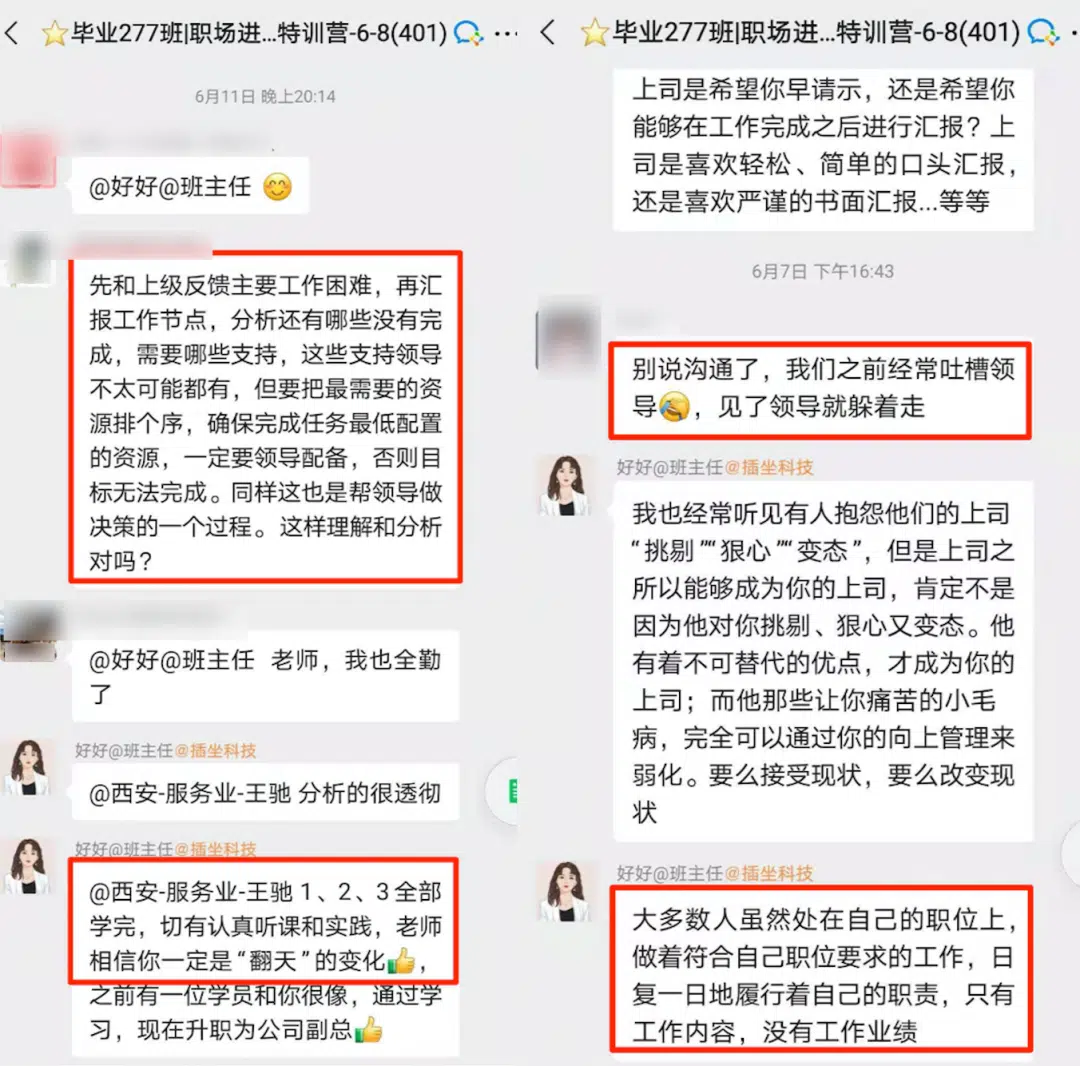 毕业277班|职场进...特训营-6-8(401)
6月11日 晚上20:14
@好好@班主任 😊
先和上级反馈主要工作困难，再汇
报工作节点，分析还有哪些没有完
成，需要哪些支持，这些支持领导
不太可能都有，但要把最需要的资
源排个序，确保完成任务最低配置
的资源，一定要领导配备，否则目
标无法完成。同样这也是帮领导做
决策的一个过程。这样理解和分析
对吗？
@好好@班主任 老师，我也全勤
了
好好@班主任@插坐科技
@西安-服务业-王驰 分析的很透彻
好好@班主任@插坐科技
@西安-服务业-王驰 1、2、3 全部
学完，切有认真听课和实践，老师
相信你一定是“翻天”的变化👍，
之前有一位学员和你很像，通过学
习，现在升职为公司副总👍
毕业277班|职场进...特训营-6-8(401)
上司是希望你早请示，还是希望你
能够在工作完成之后进行汇报？上
司是喜欢轻松、简单的口头汇报，
还是喜欢严谨的书面汇报...等等
6月7日 下午16:43
别说沟通了，我们之前经常吐槽领
导🤣，见了领导就躲着走
好好@班主任@插坐科技
我也经常听见有人抱怨他们的上司
“挑剔”“狠心”“变态”，但是上司之
所以能够成为你的上司，肯定不是
因为他对你挑剔、狠心又变态。他
有着不可替代的优点，才成为你的
上司；而他那些让你痛苦的小毛
病，完全可以通过你的向上管理来
弱化。要么接受现状，要么改变现
状
好好@班主任@插坐科技
大多数人虽然处在自己的职位上，
做着符合自己职位要求的工作，日
复一日地履行着自己的职责，只有
工作内容，没有工作业绩